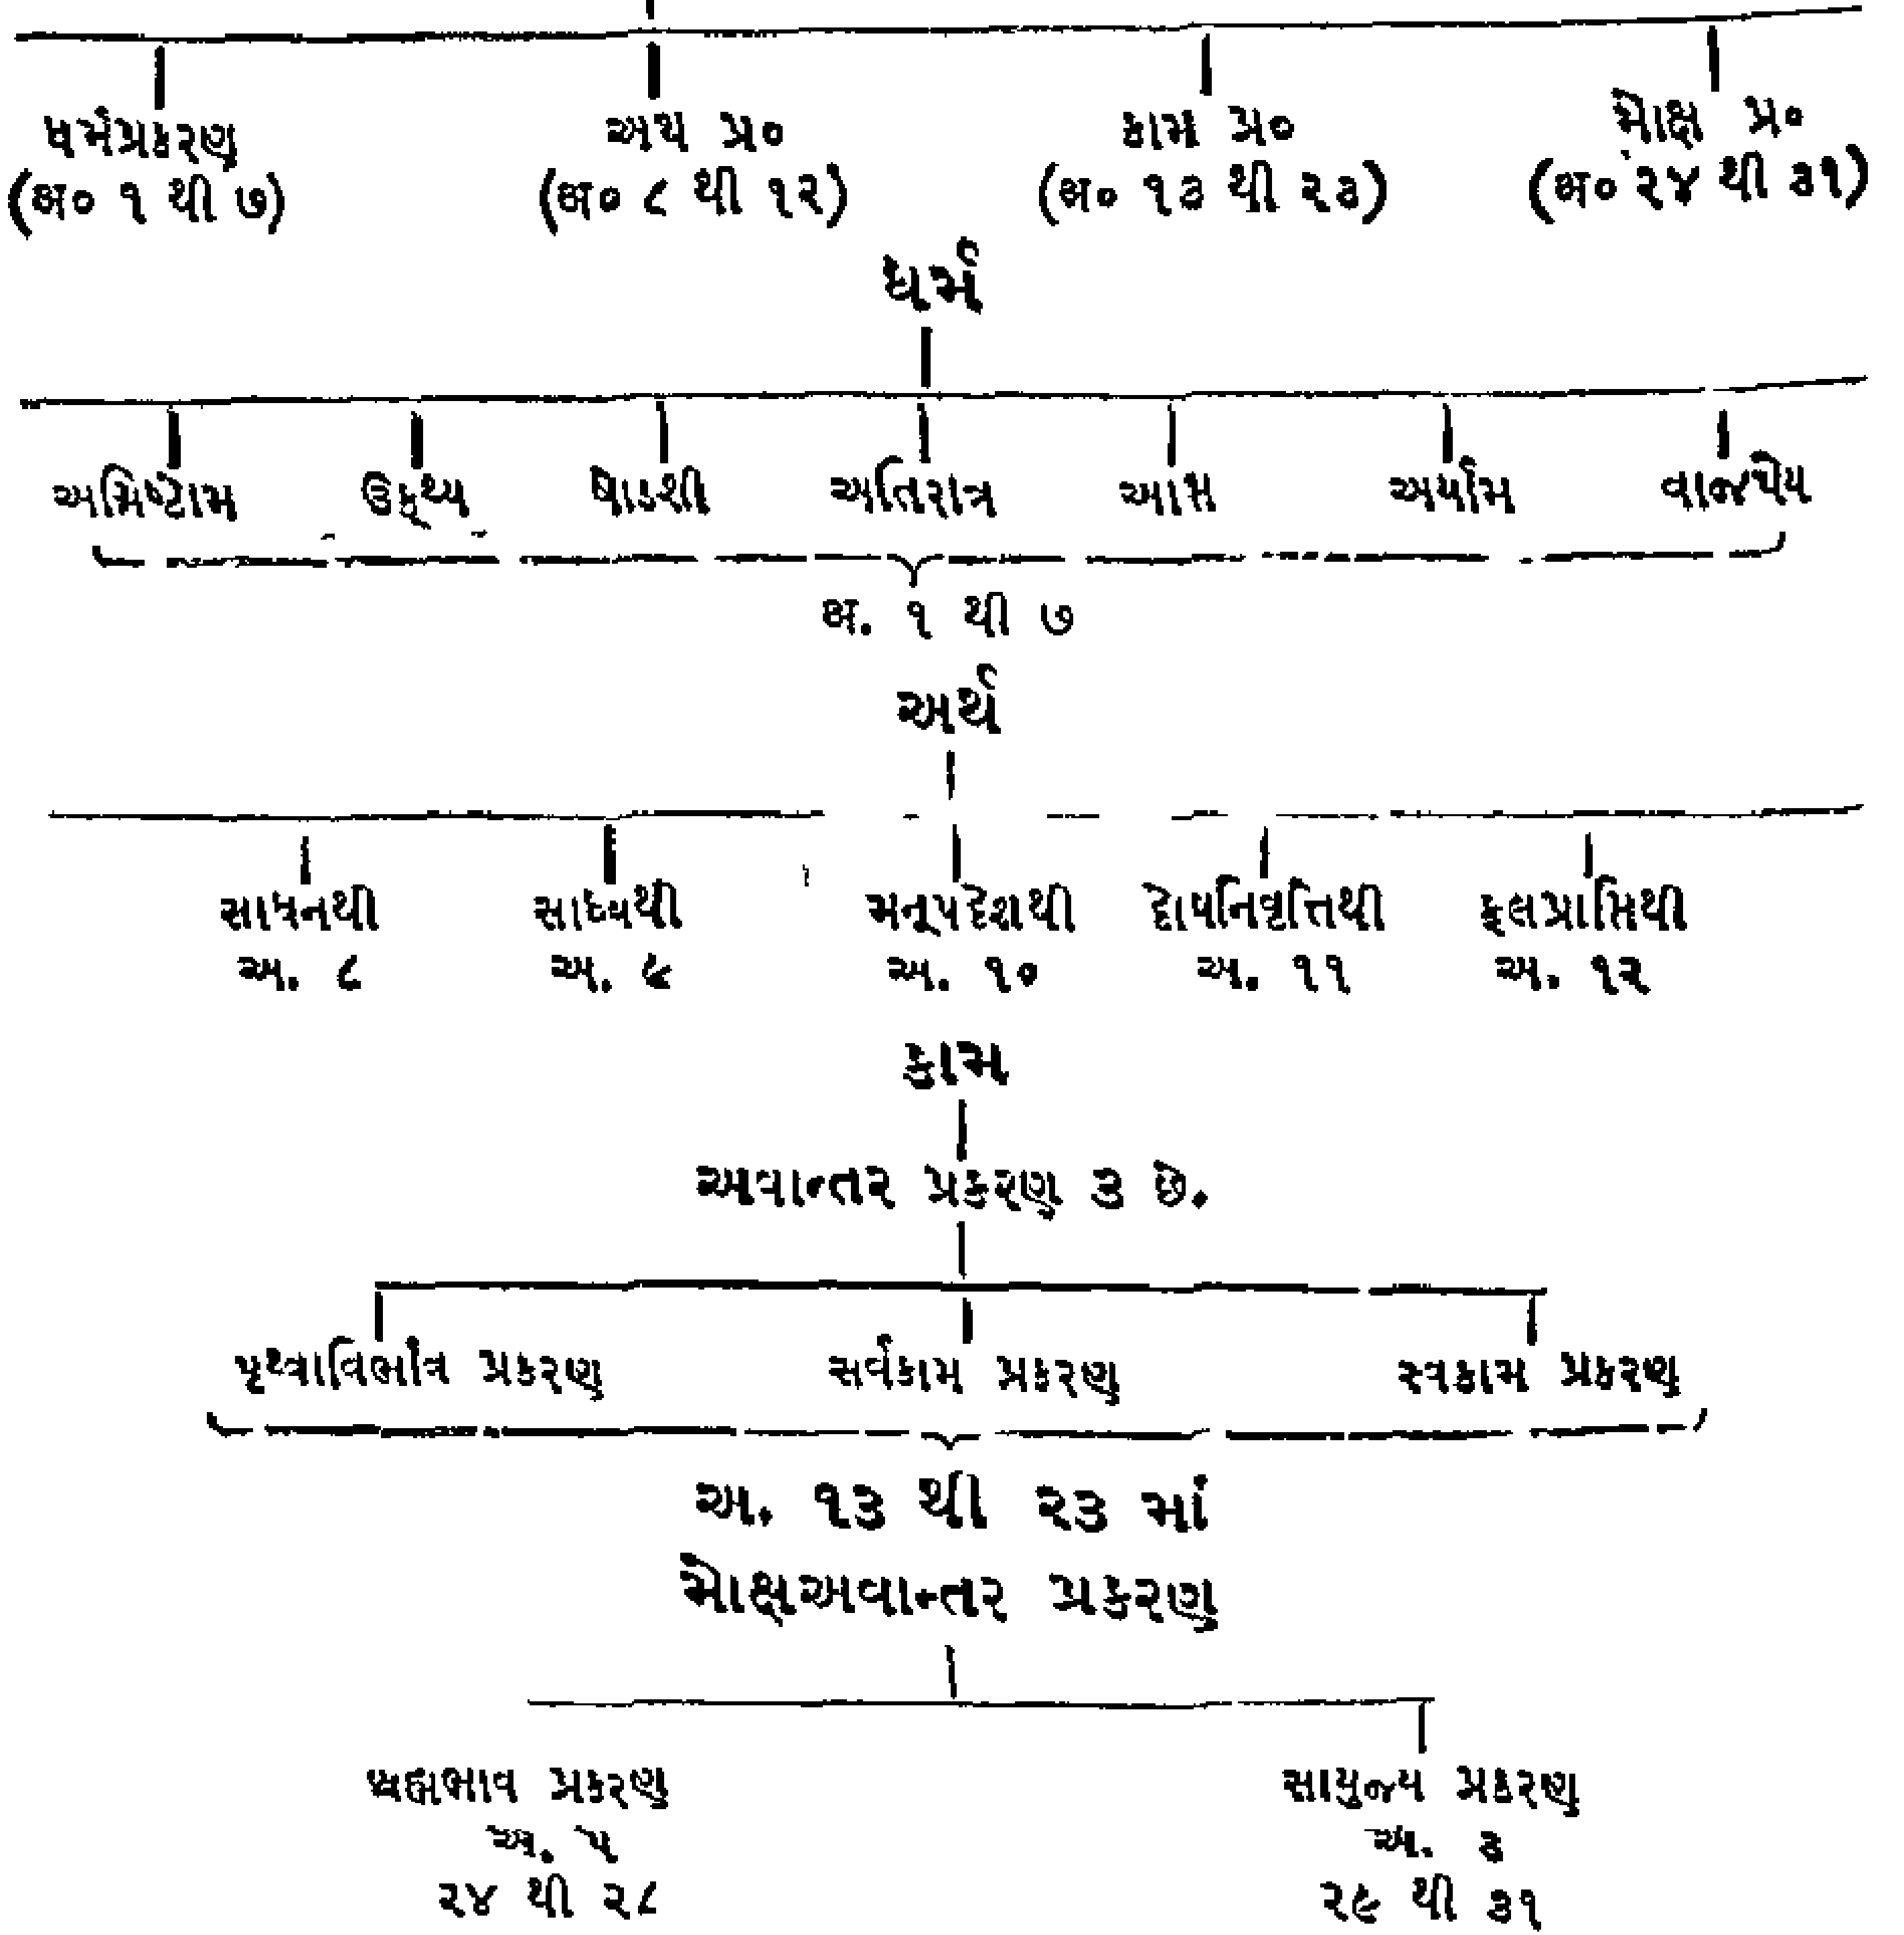 ધર્મપ્રકરણ અથ પ્ર૦ કામ પ્ર૦ મોક્ષ પ્ર૦
(અ૦ ૧ થી ૭) (અ૦ ૮ થી ૧૨) (અ૦ ૧૩ થી ૨૩) (અ૦ ૨૪ થી ૩૧)
ધર્મ
અગ્નિષ્ટોમ ઉક્થ્ય ષોડશી અતિરાત્ર આપ્ત અર્યામ વાજપેય
અ. ૧ થી ૭
અર્થ
સાધનથી સાધ્યથી મનૂપદેશથી દોષનિવૃત્તિથી ફલપ્રાપ્તિથી
અ. ૮ અ. ૯ અ. ૧૦ અ. ૧૧ અ. ૧૨
કામ
અવાન્તર પ્રકરણ ૩ છે.
પ્રકરણ સર્વકામ પ્રકરણ સ્વકામ પ્રકરણ
અ. ૧૩ થી ૨૩ માં
મોક્ષઅવાન્તર પ્રકરણ
બ્રહ્મભાવ પ્રકરણ સાયુજ્ય પ્રકરણ
અ. ૫ અ. ૩
૨૪ થી ૨૮ ૨૯ થી ૩૧